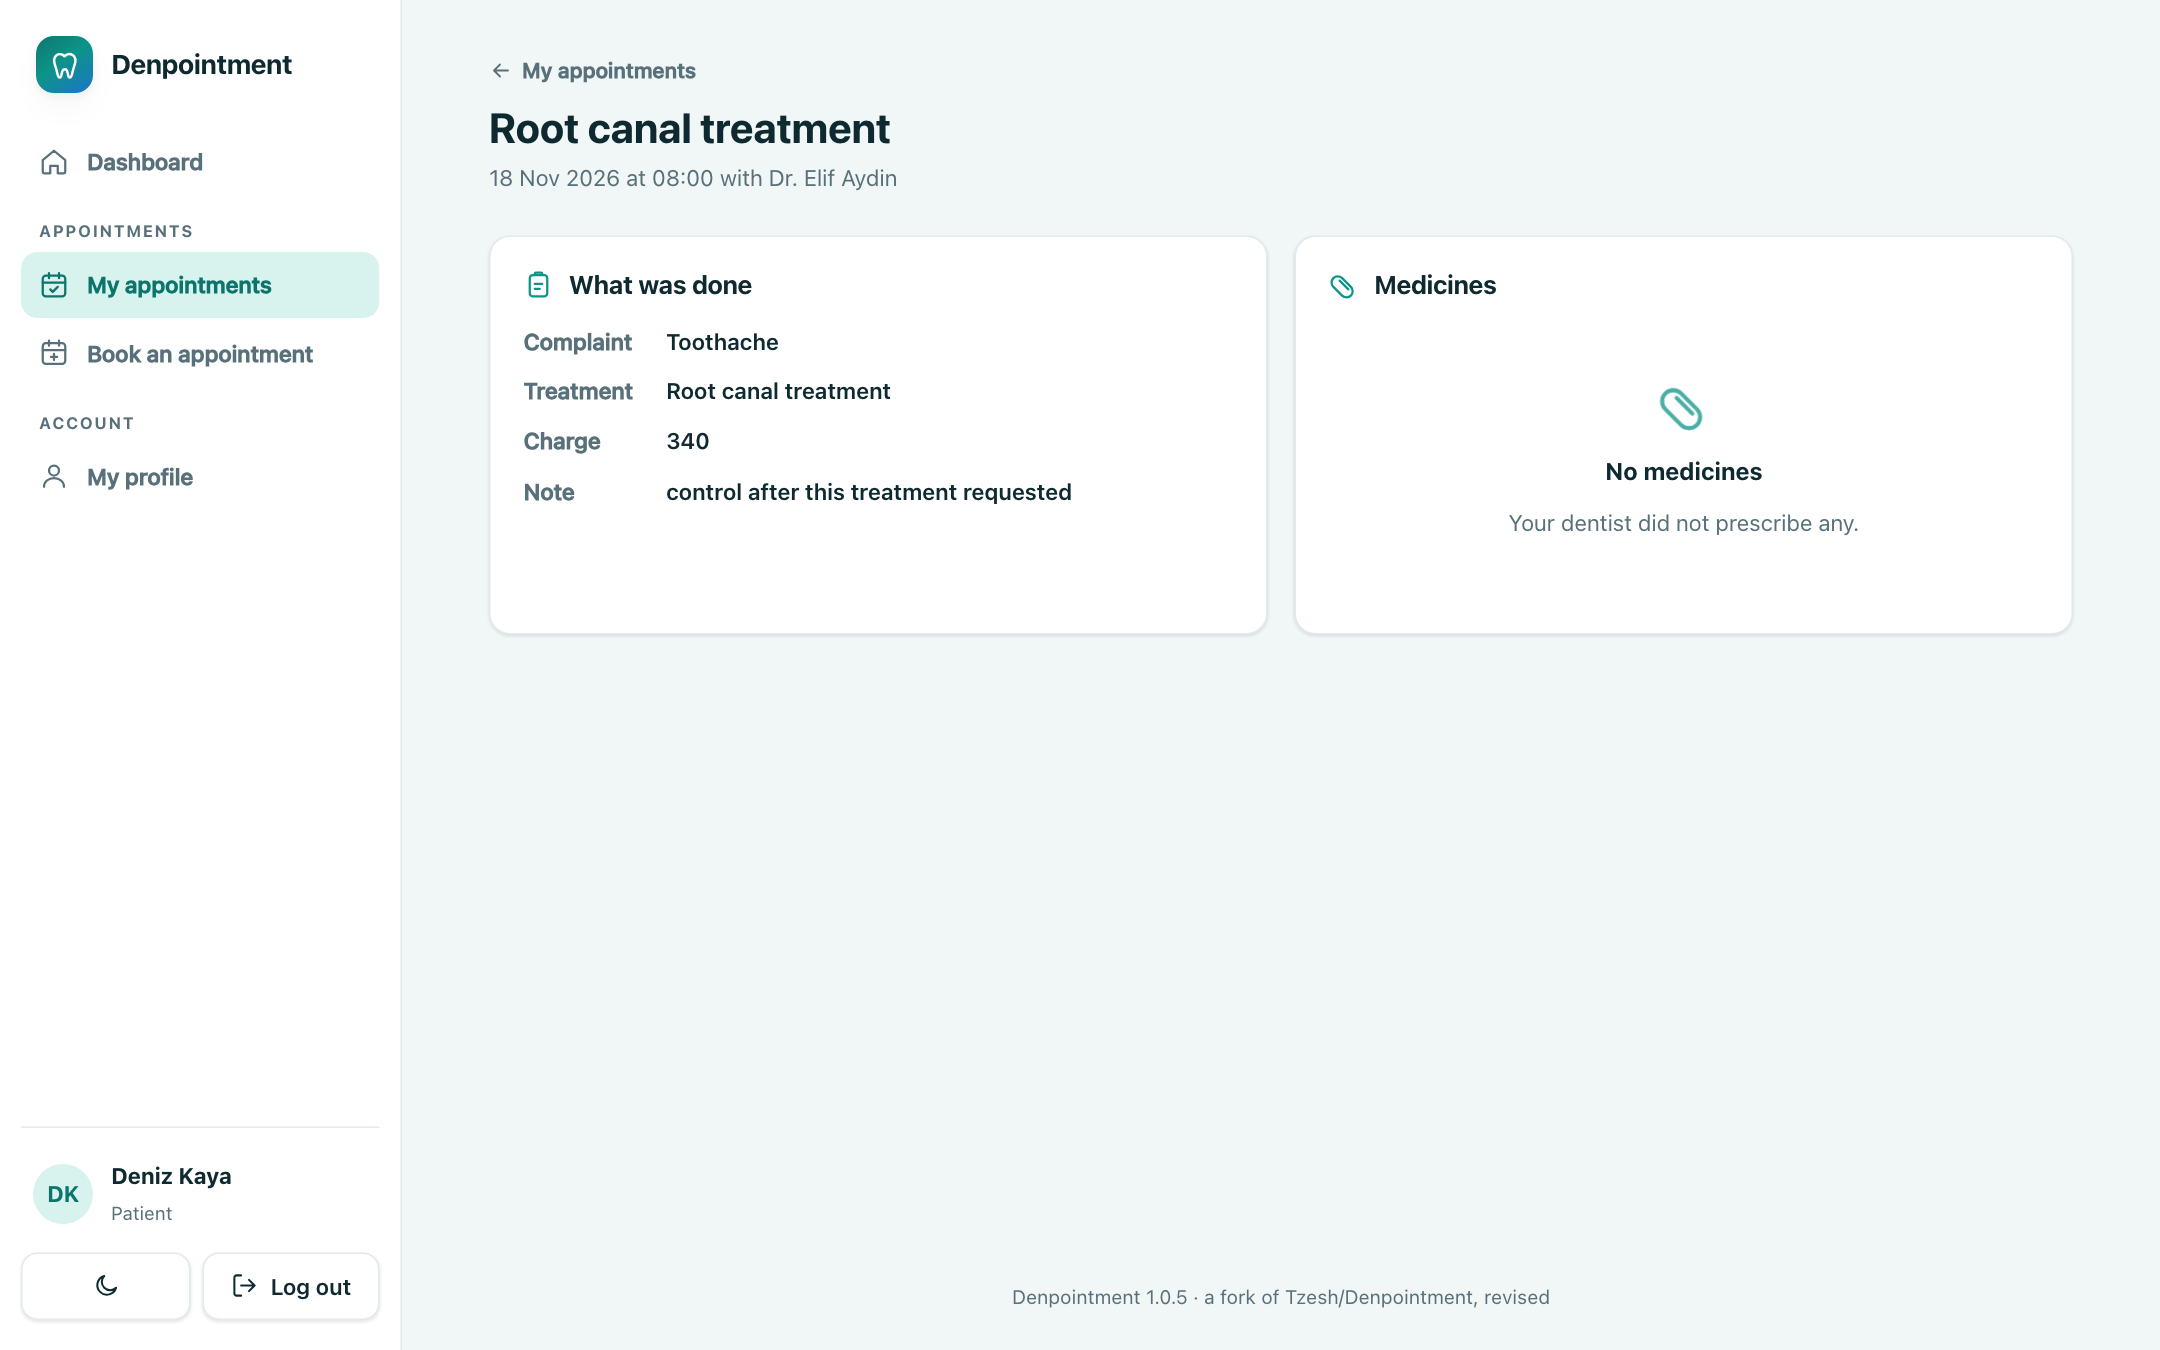 Denpointment
Dashboard
APPOINTMENTS
My appointments
Book an appointment
ACCOUNT
My profile
DK
Deniz Kaya
Patient
Log out
My appointments
Root canal treatment
18 Nov 2026 at 08:00 with Dr. Elif Aydin
What was done
Complaint Toothache
Treatment Root canal treatment
Charge 340
Note control after this treatment requested
Medicines
No medicines
Your dentist did not prescribe any.
Denpointment 1.0.5 · a fork of Tzesh/Denpointment, revised